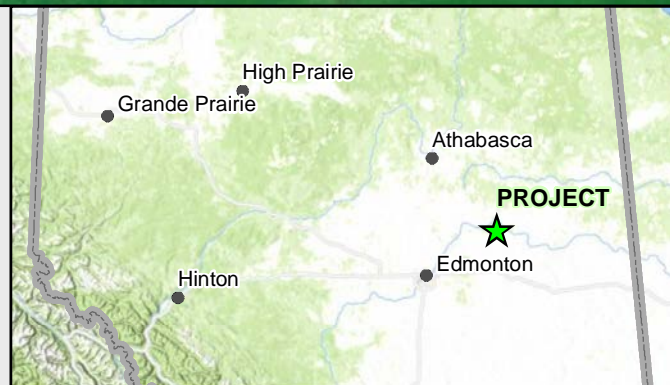 High Prairie
Grande Prairie
Athabasca
PROJECT
Edmonton
Hinton